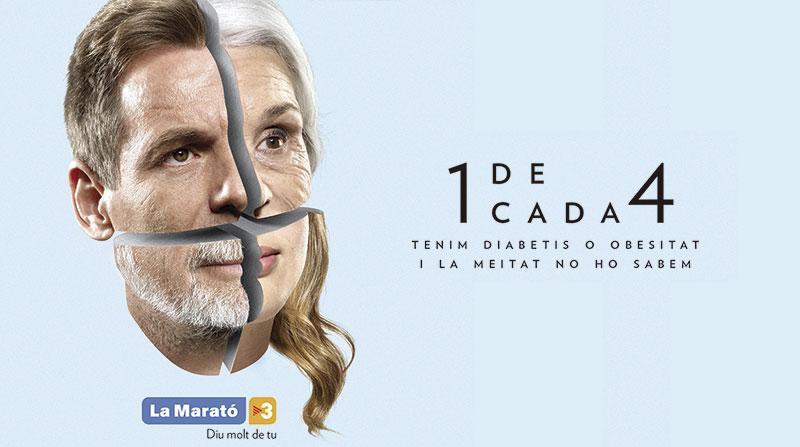 1 DE CADA 4
TENIM DIABETIS O OBESITAT
I LA MEITAT NO HO SABEM
La Marató 3
Diu molt de tu